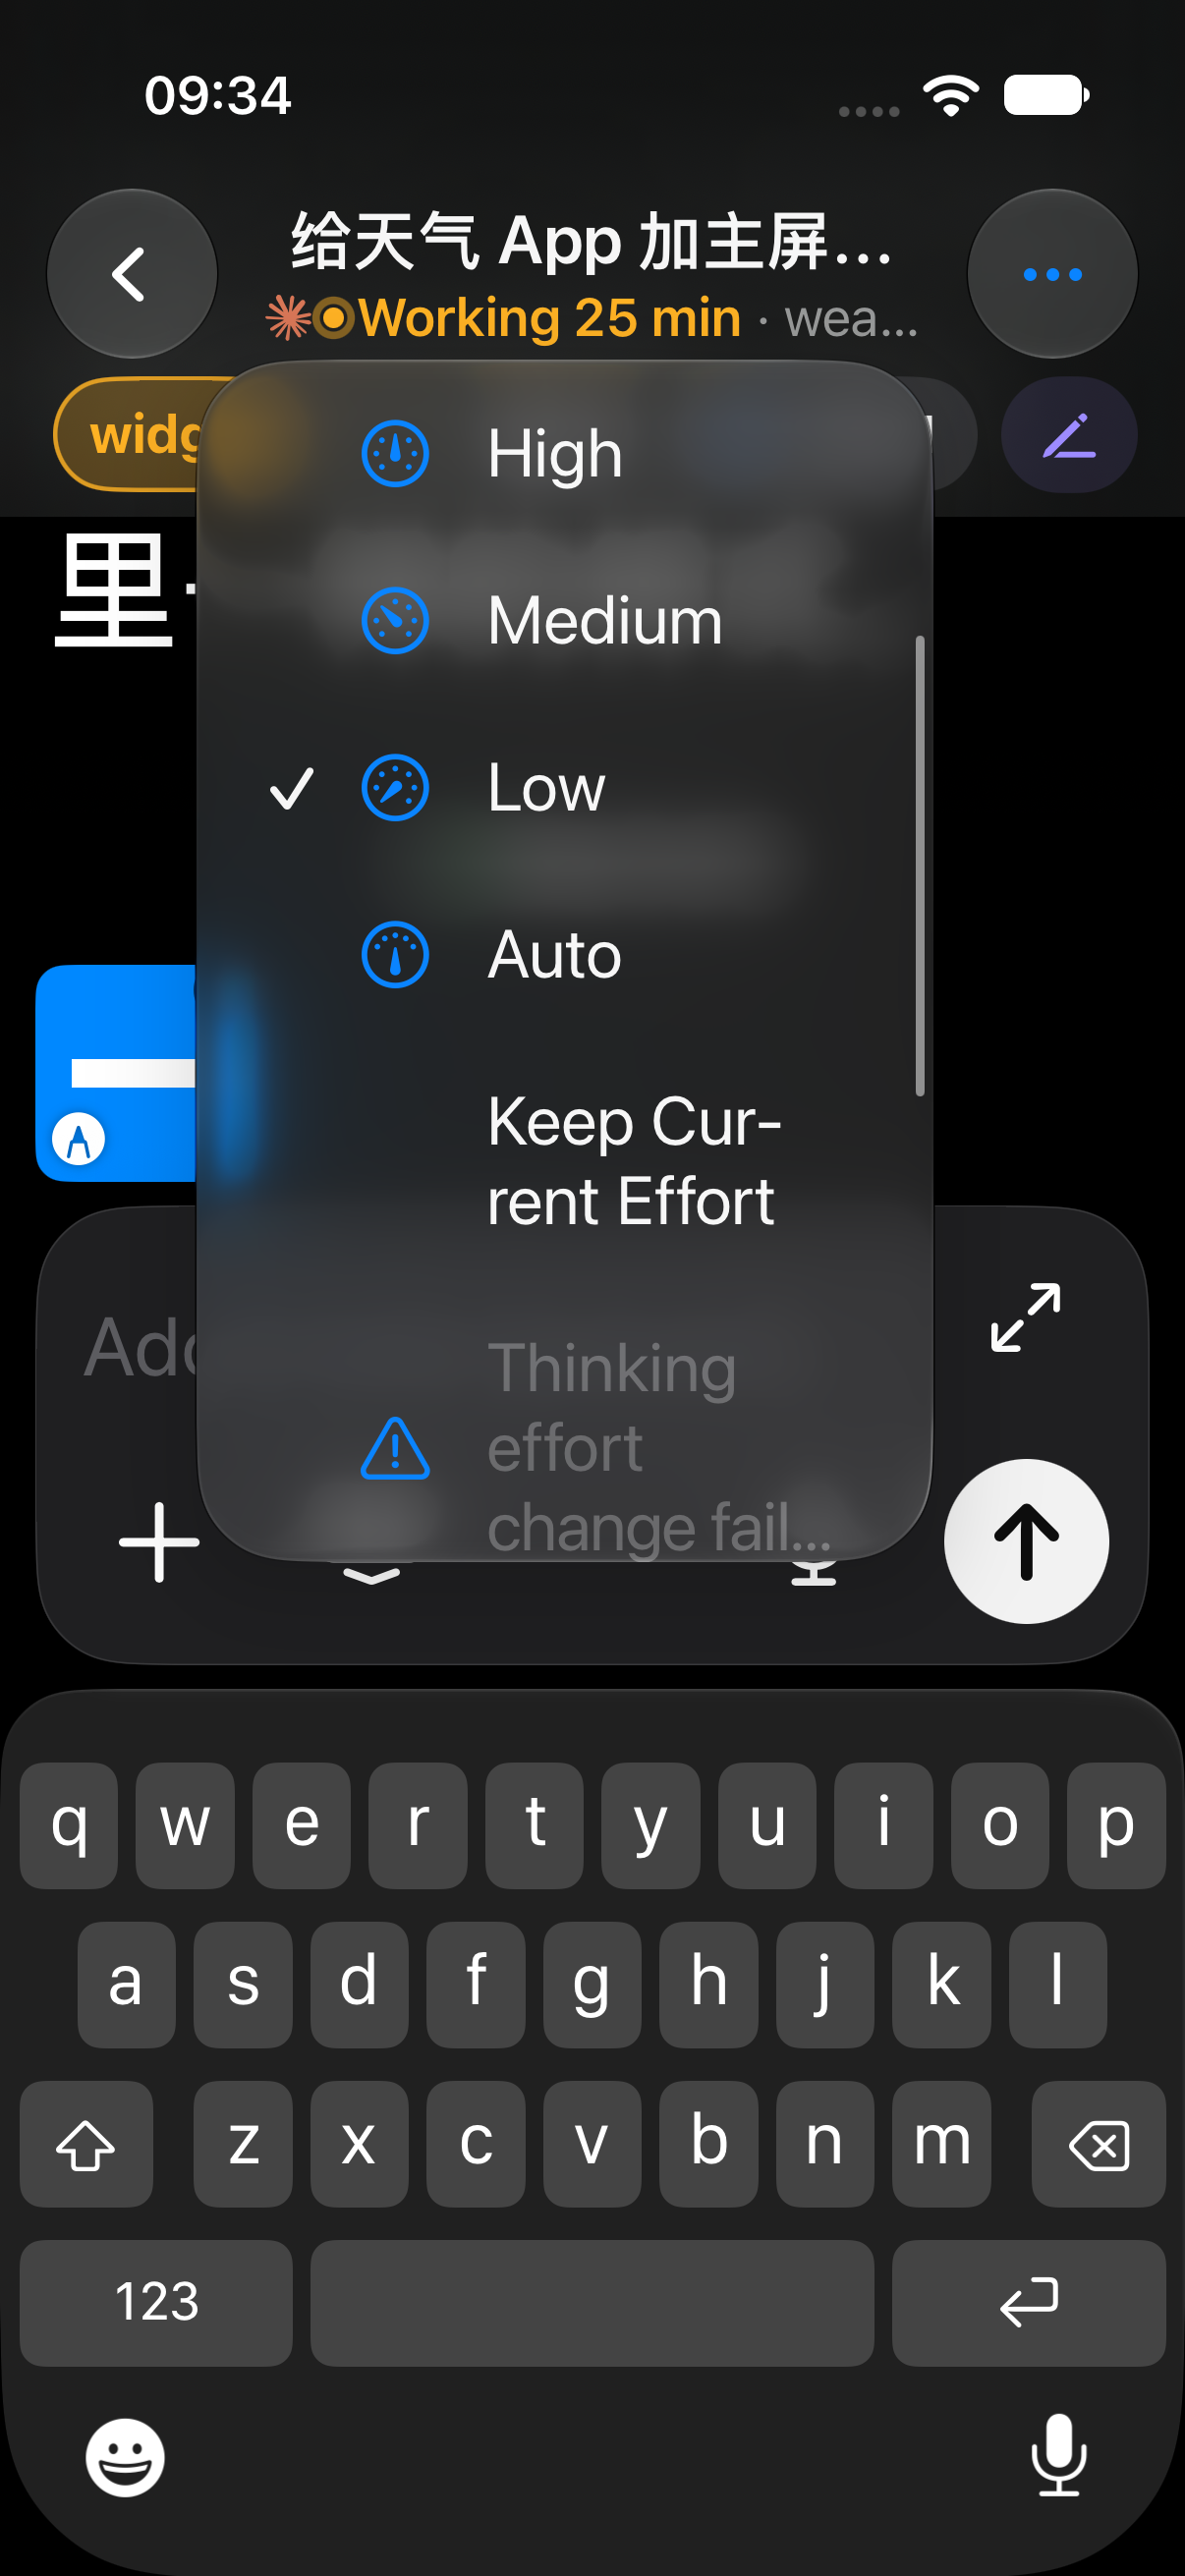 09:34
给天气 App 加主屏...
Working 25 min · wea...
widg
High
里
Medium
Low
Auto
Keep Cur-
rent Effort
Add
Thinking
effort
change fail...
q w e r t y u i o p
a s d f g h j k l
z x c v b n m
123